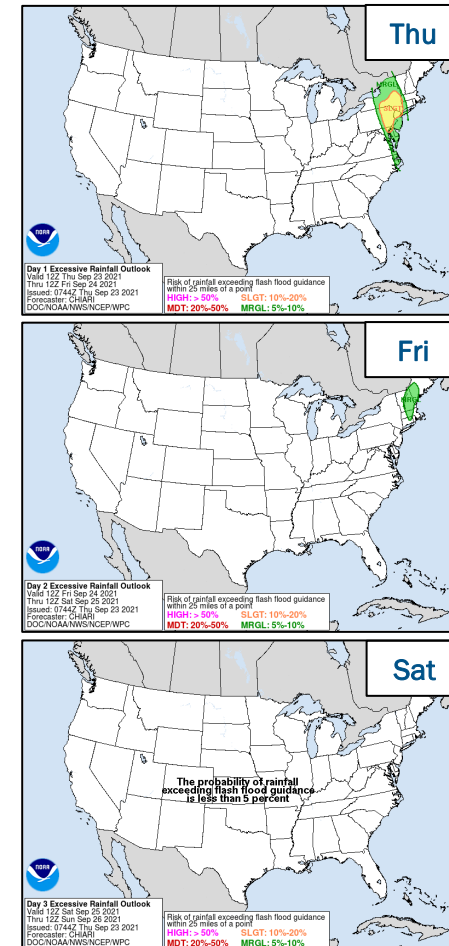 Thu
MRGL
SLGT
NOAA
Day 1 Excessive Rainfall Outlook
Valid 12Z Thu Sep 23 2021
Thru 12Z Fri Sep 24 2021
Issued: 0744Z Thu Sep 23 2021
Forecaster: CHIARI
DOC/NOAA/NWS/NCEP/WPC
Risk of rainfall exceeding flash flood guidance
within 25 miles of a point
HIGH: > 50% SLGT: 10%-20%
MDT: 20%-50% MRGL: 5%-10%
Fri
MRGL
NOAA
Day 2 Excessive Rainfall Outlook
Valid 12Z Fri Sep 24 2021
Thru 12Z Sat Sep 25 2021
Issued: 0744Z Thu Sep 23 2021
Forecaster: CHIARI
DOC/NOAA/NWS/NCEP/WPC
Risk of rainfall exceeding flash flood guidance
within 25 miles of a point
HIGH: > 50% SLGT: 10%-20%
MDT: 20%-50% MRGL: 5%-10%
Sat
The probability of rainfall
exceeding flash flood guidance
is less than 5 percent
NOAA
Day 3 Excessive Rainfall Outlook
Valid 12Z Sat Sep 25 2021
Thru 12Z Sun Sep 26 2021
Issued: 0744Z Thu Sep 23 2021
Forecaster: CHIARI
DOC/NOAA/NWS/NCEP/WPC
Risk of rainfall exceeding flash flood guidance
within 25 miles of a point
HIGH: > 50% SLGT: 10%-20%
MDT: 20%-50% MRGL: 5%-10%